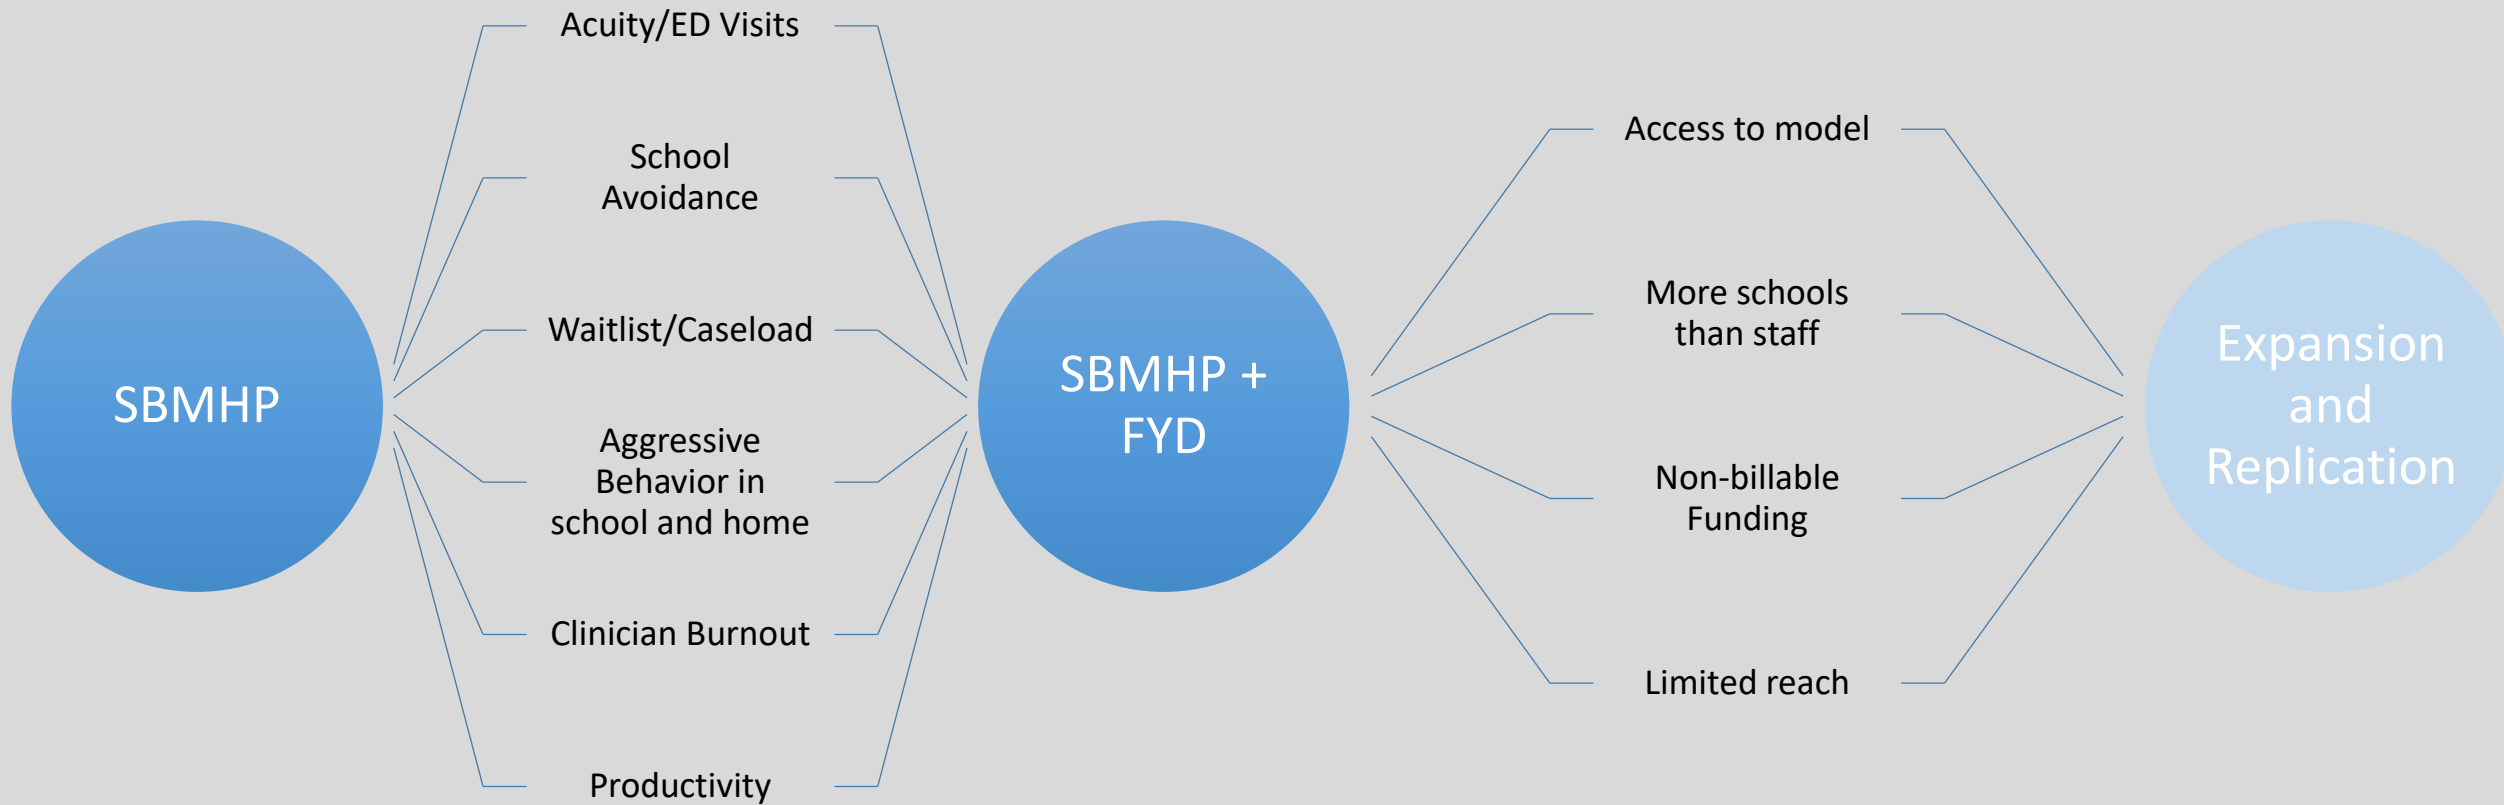 SBMHP
Acuity/ED Visits
School
Avoidance
Waitlist/Caseload
Aggressive
Behavior in
school and home
Clinician Burnout
Productivity
SBMHP +
FYD
Access to model
More schools
than staff
Non-billable
Funding
Limited reach
Expansion
and
Replication